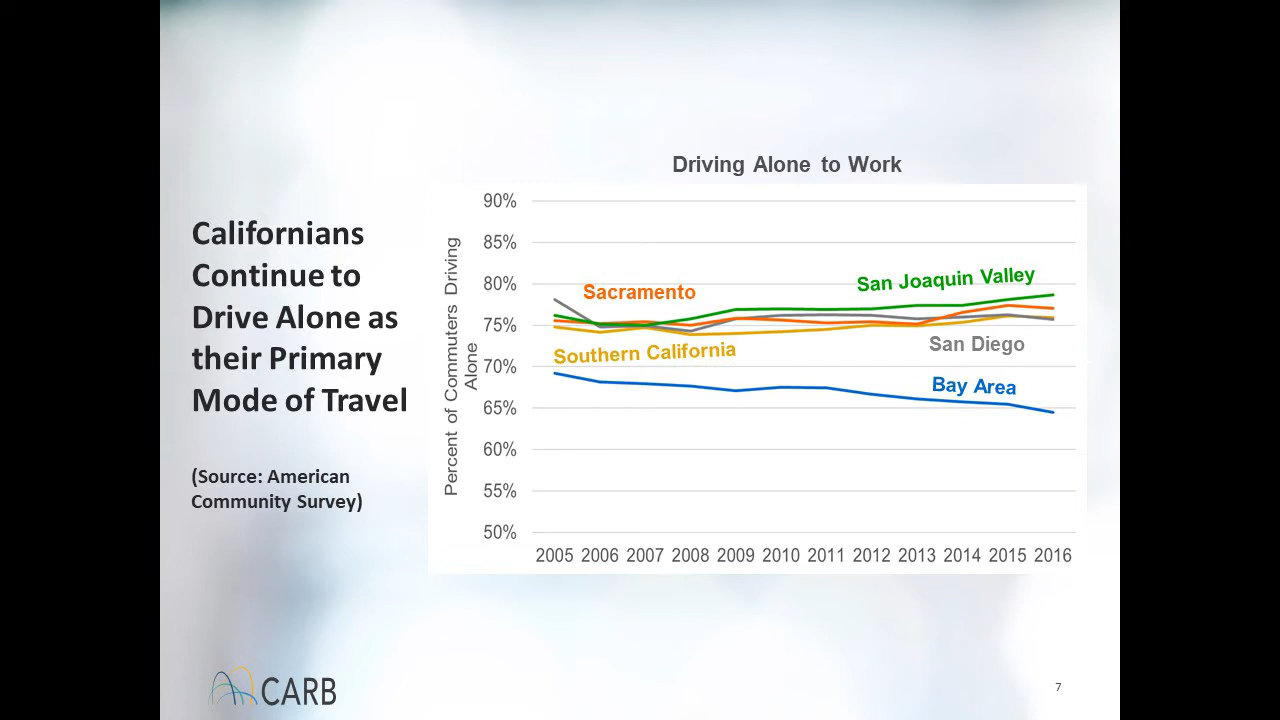 Californians
Continue to
Drive Alone as
their Primary
Mode of Travel
(Source: American
Community Survey)
Driving Alone to Work
Percent of Commuters Driving
Alone
90%
85%
80%
75%
70%
65%
60%
55%
50%
San Joaquin Valley
Sacramento
San Diego
Southern California
Bay Area
2005 2006 2007 2008 2009 2010 2011 2012 2013 2014 2015 2016
CARB
7